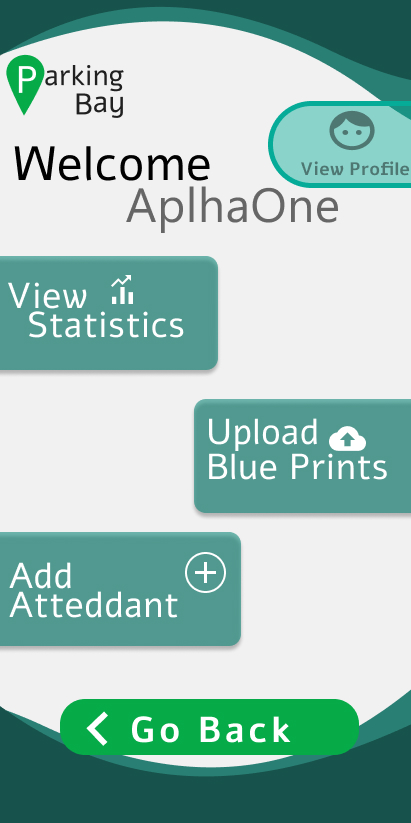 Parking
Bay
View Profile
Welcome
AplhaOne
View
Statistics
Upload
Blue Prints
Add
Atteddant
Go Back